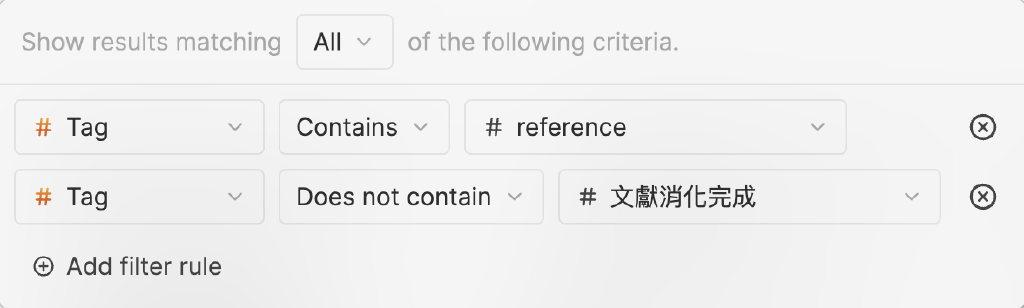 Show results matching All of the following criteria.
# Tag Contains # reference
# Tag Does not contain # 文獻消化完成
Add filter rule